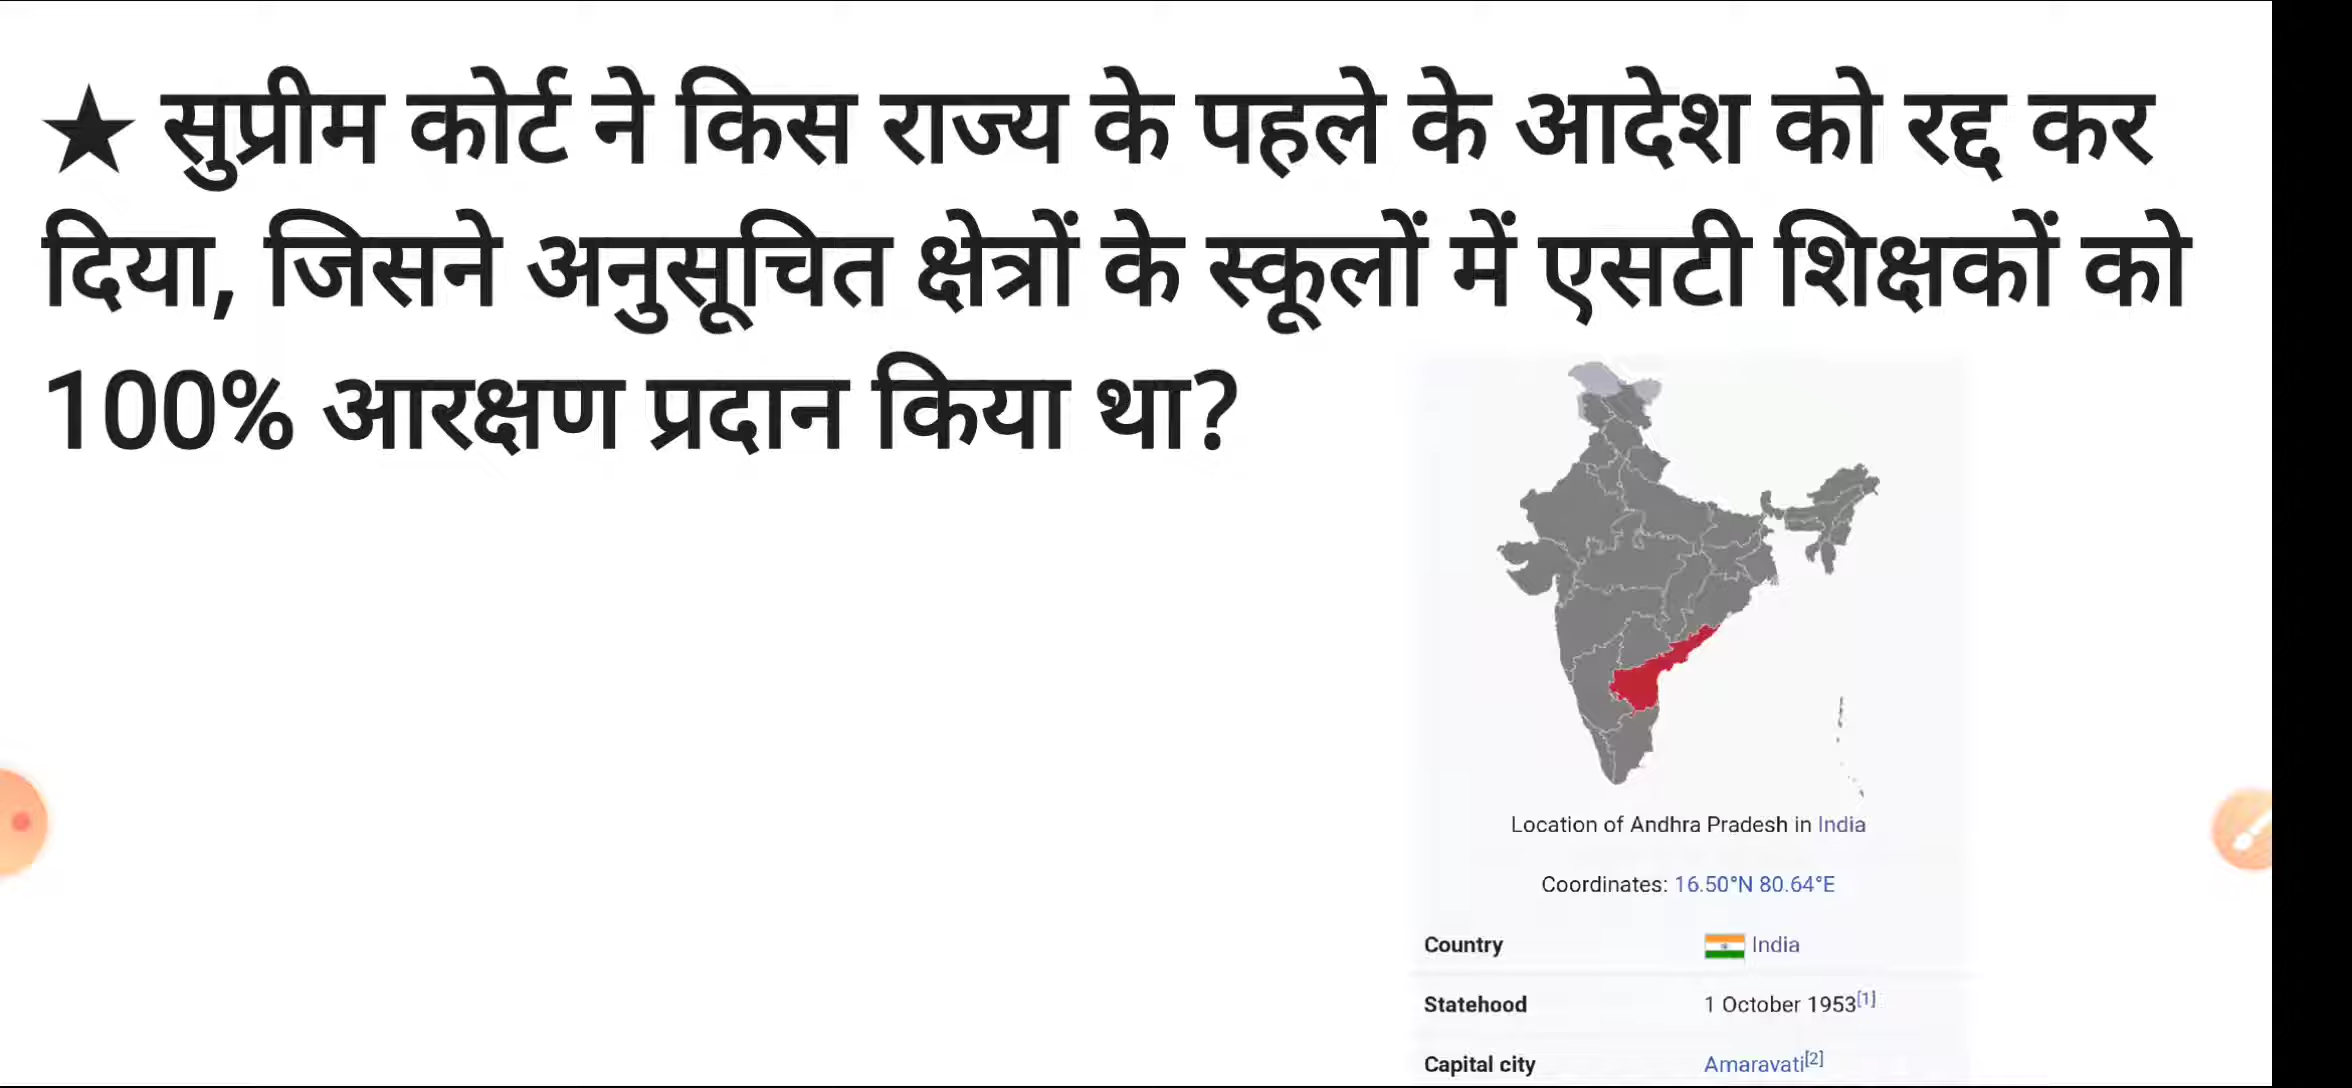 ★ सुप्रीम कोर्ट ने किस राज्य के पहले के आदेश को रद्द कर
दिया, जिसने अनुसूचित क्षेत्रों के स्कूलों में एसटी शिक्षकों को
100% आरक्षण प्रदान किया था?
Location of Andhra Pradesh in India
Coordinates: 16.50°N 80.64°E
Country India
Statehood 1 October 1953[1]
Capital city Amaravati[2]